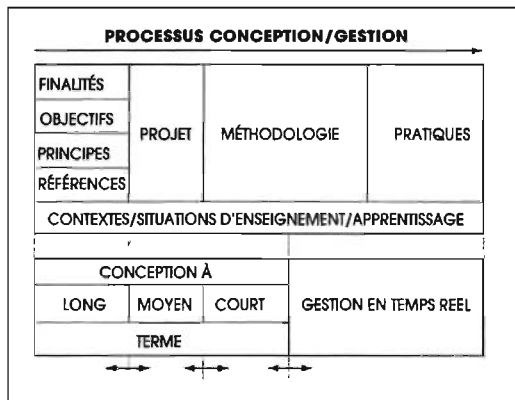 PROCESSUS CONCEPTION/GESTION
FINALITÉS
OBJECTIFS
PRINCIPES
RÉFÉRENCES
PROJET
MÉTHODOLOGIE
PRATIQUES
CONTEXTES/SITUATIONS D'ENSEIGNEMENT/APPRENTISSAGE
CONCEPTION À
LONG
MOYEN
COURT
TERME
GESTION EN TEMPS REEL